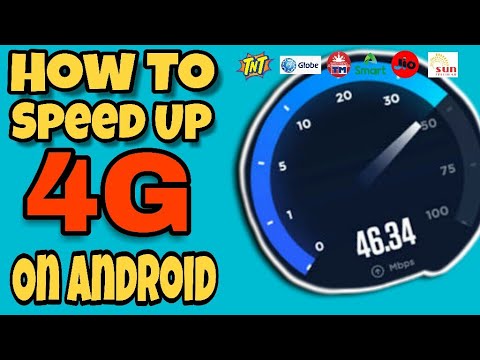 HOW TO
SPEED UP
4G
ON ANDROID
TNT
Globe
TM
Smart
Jio
sun
0
1
5
10
20
30
50
75
100
46.34
Mbps